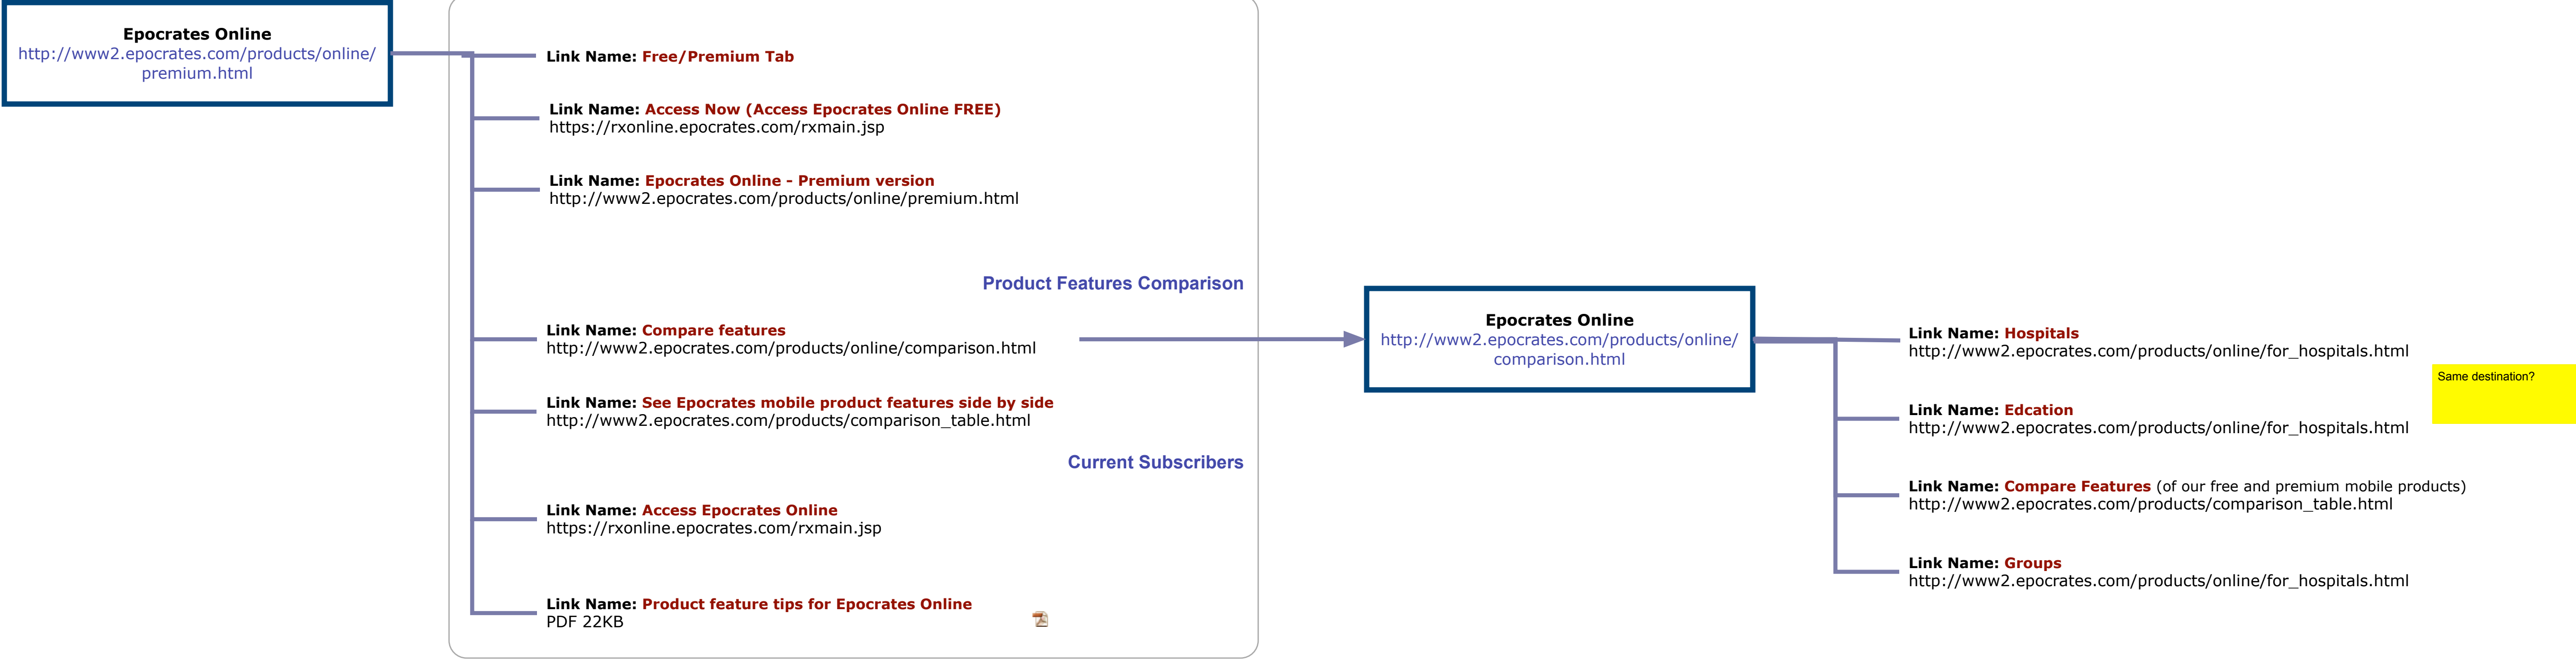 Epocrates Online
http://www2.epocrates.com/products/online/
premium.html
Link Name: Free/Premium Tab
Link Name: Access Now (Access Epocrates Online FREE)
https://rxonline.epocrates.com/rxmain.jsp
Link Name: Epocrates Online - Premium version
http://www2.epocrates.com/products/online/premium.html
Product Features Comparison
Link Name: Compare features
http://www2.epocrates.com/products/online/comparison.html
Link Name: See Epocrates mobile product features side by side
http://www2.epocrates.com/products/comparison_table.html
Current Subscribers
Link Name: Access Epocrates Online
https://rxonline.epocrates.com/rxmain.jsp
Link Name: Product feature tips for Epocrates Online
PDF 22KB
Epocrates Online
http://www2.epocrates.com/products/online/
comparison.html
Link Name: Hospitals
http://www2.epocrates.com/products/online/for_hospitals.html
Same destination?
Link Name: Edcation
http://www2.epocrates.com/products/online/for_hospitals.html
Link Name: Compare Features (of our free and premium mobile products)
http://www2.epocrates.com/products/comparison_table.html
Link Name: Groups
http://www2.epocrates.com/products/online/for_hospitals.html